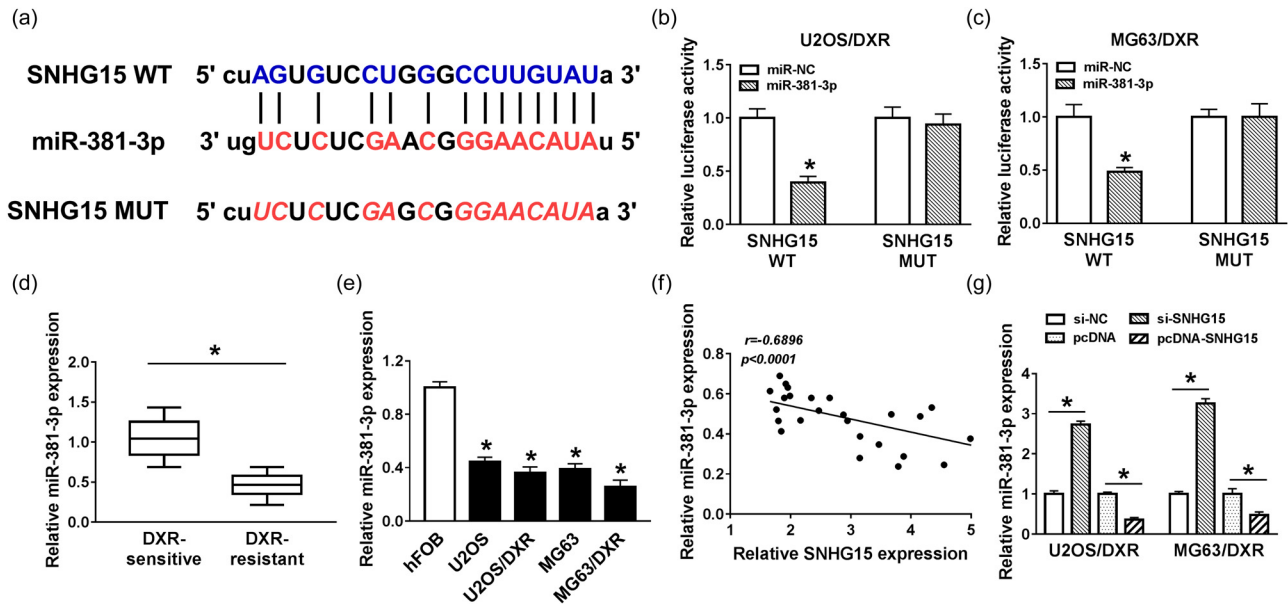 (a)
SNHG15 WT 5' cuAGUGUCCUGGGCCUUGUAUa 3'
miR-381-3p 3' ugUCUCUCGAACGGGAACAUAu 5'
SNHG15 MUT 5' cuUCUCUCGAGCGGGAACAUAa 3'
(b)
U2OS/DXR
Relative luciferase activity
miR-NC
miR-381-3p
1.5
1.0
0.5
0.0
*
SNHG15 SNHG15
WT MUT
(c)
MG63/DXR
Relative luciferase activity
miR-NC
miR-381-3p
1.5
1.0
0.5
0.0
*
SNHG15 SNHG15
WT MUT
(d)
Relative miR-381-3p expression
2.0
1.5
1.0
0.5
0.0
*
DXR- DXR-
sensitive resistant
(e)
Relative miR-381-3p expression
1.2
0.8
0.4
0.0
* * * *
hFOB U2OS U2OS/DXR MG63 MG63/DXR
(f)
Relative miR-381-3p expression
r=-0.6896
p<0.0001
0.8
0.6
0.4
0.2
0.0
1 2 3 4 5
Relative SNHG15 expression
(g)
si-NC si-SNHG15
pcDNA pcDNA-SNHG15
Relative miR-381-3p expression
4
3
2
1
0
* * * *
U2OS/DXR MG63/DXR